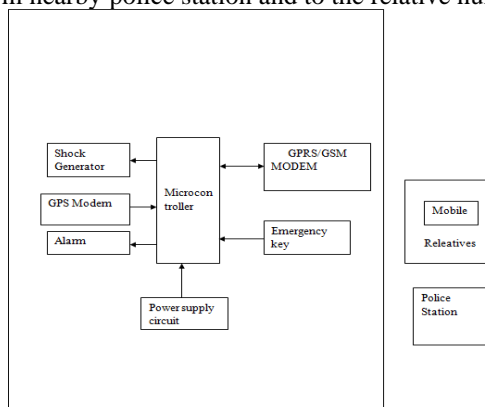 in nearby police station and to the relative
Shock
Generator
GPS Modem
Alarm
Microcon
troller
GPRS/GSM
MODEM
Emergency
key
Power supply
circuit
Mobile
Releatives
Police
Station